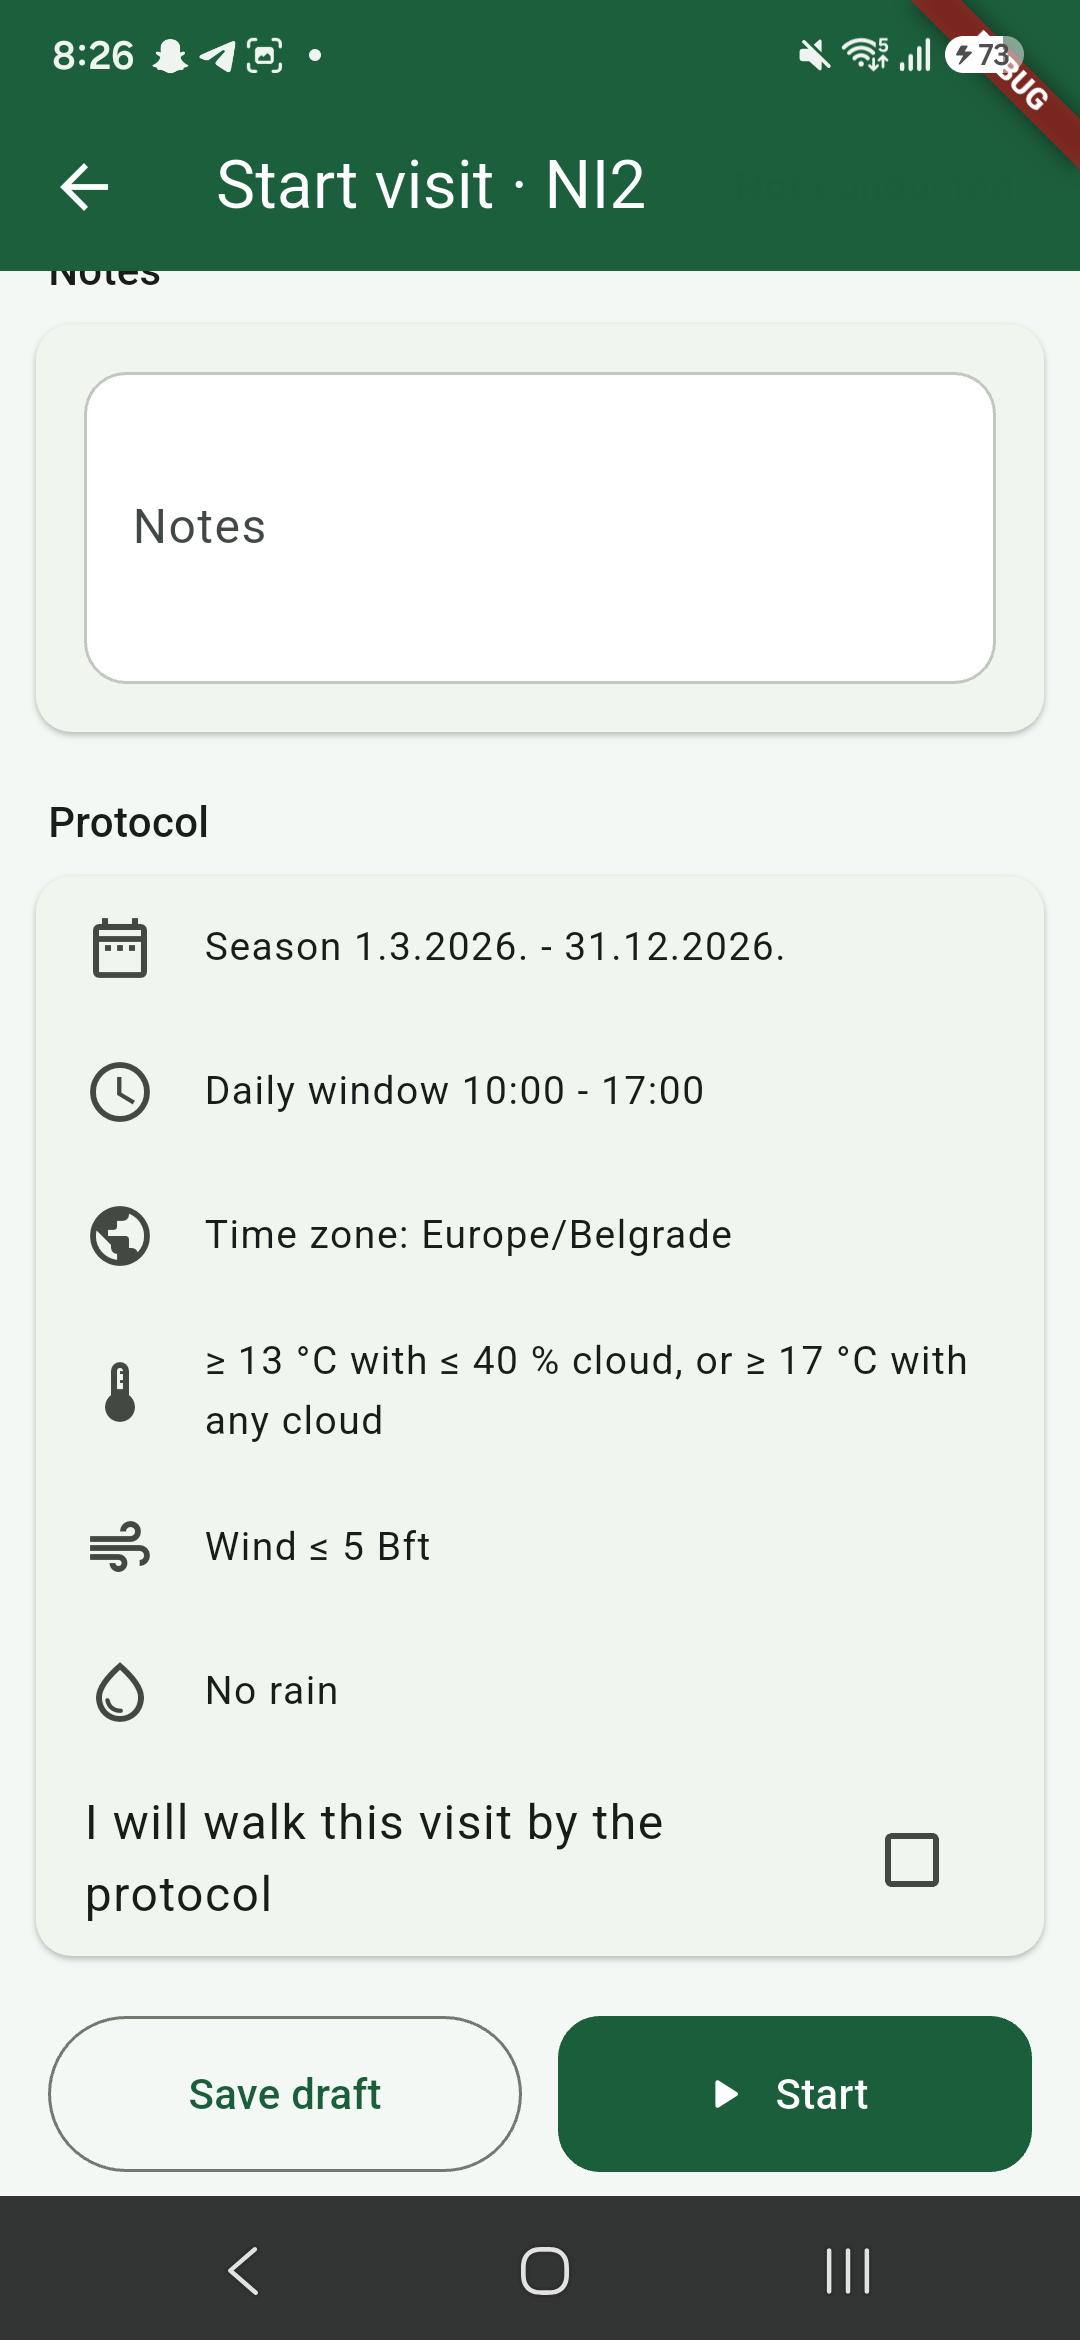 8:26
5
73
BUG
Start visit · NI2
Notes
Notes
Protocol
Season 1.3.2026. - 31.12.2026.
Daily window 10:00 - 17:00
Time zone: Europe/Belgrade
≥ 13 °C with ≤ 40 % cloud, or ≥ 17 °C with
any cloud
Wind ≤ 5 Bft
No rain
I will walk this visit by the
protocol
Save draft
Start